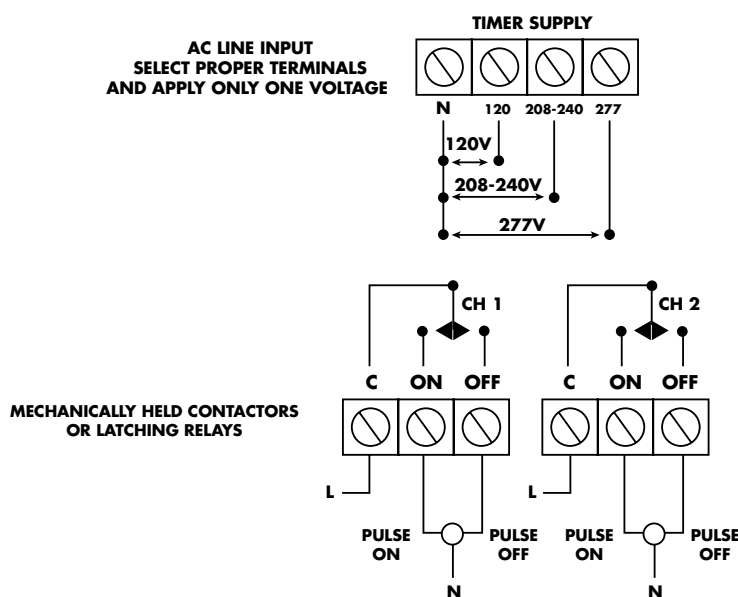 TIMER SUPPLY
AC LINE INPUT
SELECT PROPER TERMINALS
AND APPLY ONLY ONE VOLTAGE
N 120 208-240 277
120V
208-240V
277V
CH 1 CH 2
C ON OFF C ON OFF
MECHANICALLY HELD CONTACTORS
OR LATCHING RELAYS
L L
PULSE ON PULSE OFF PULSE ON PULSE OFF
N N